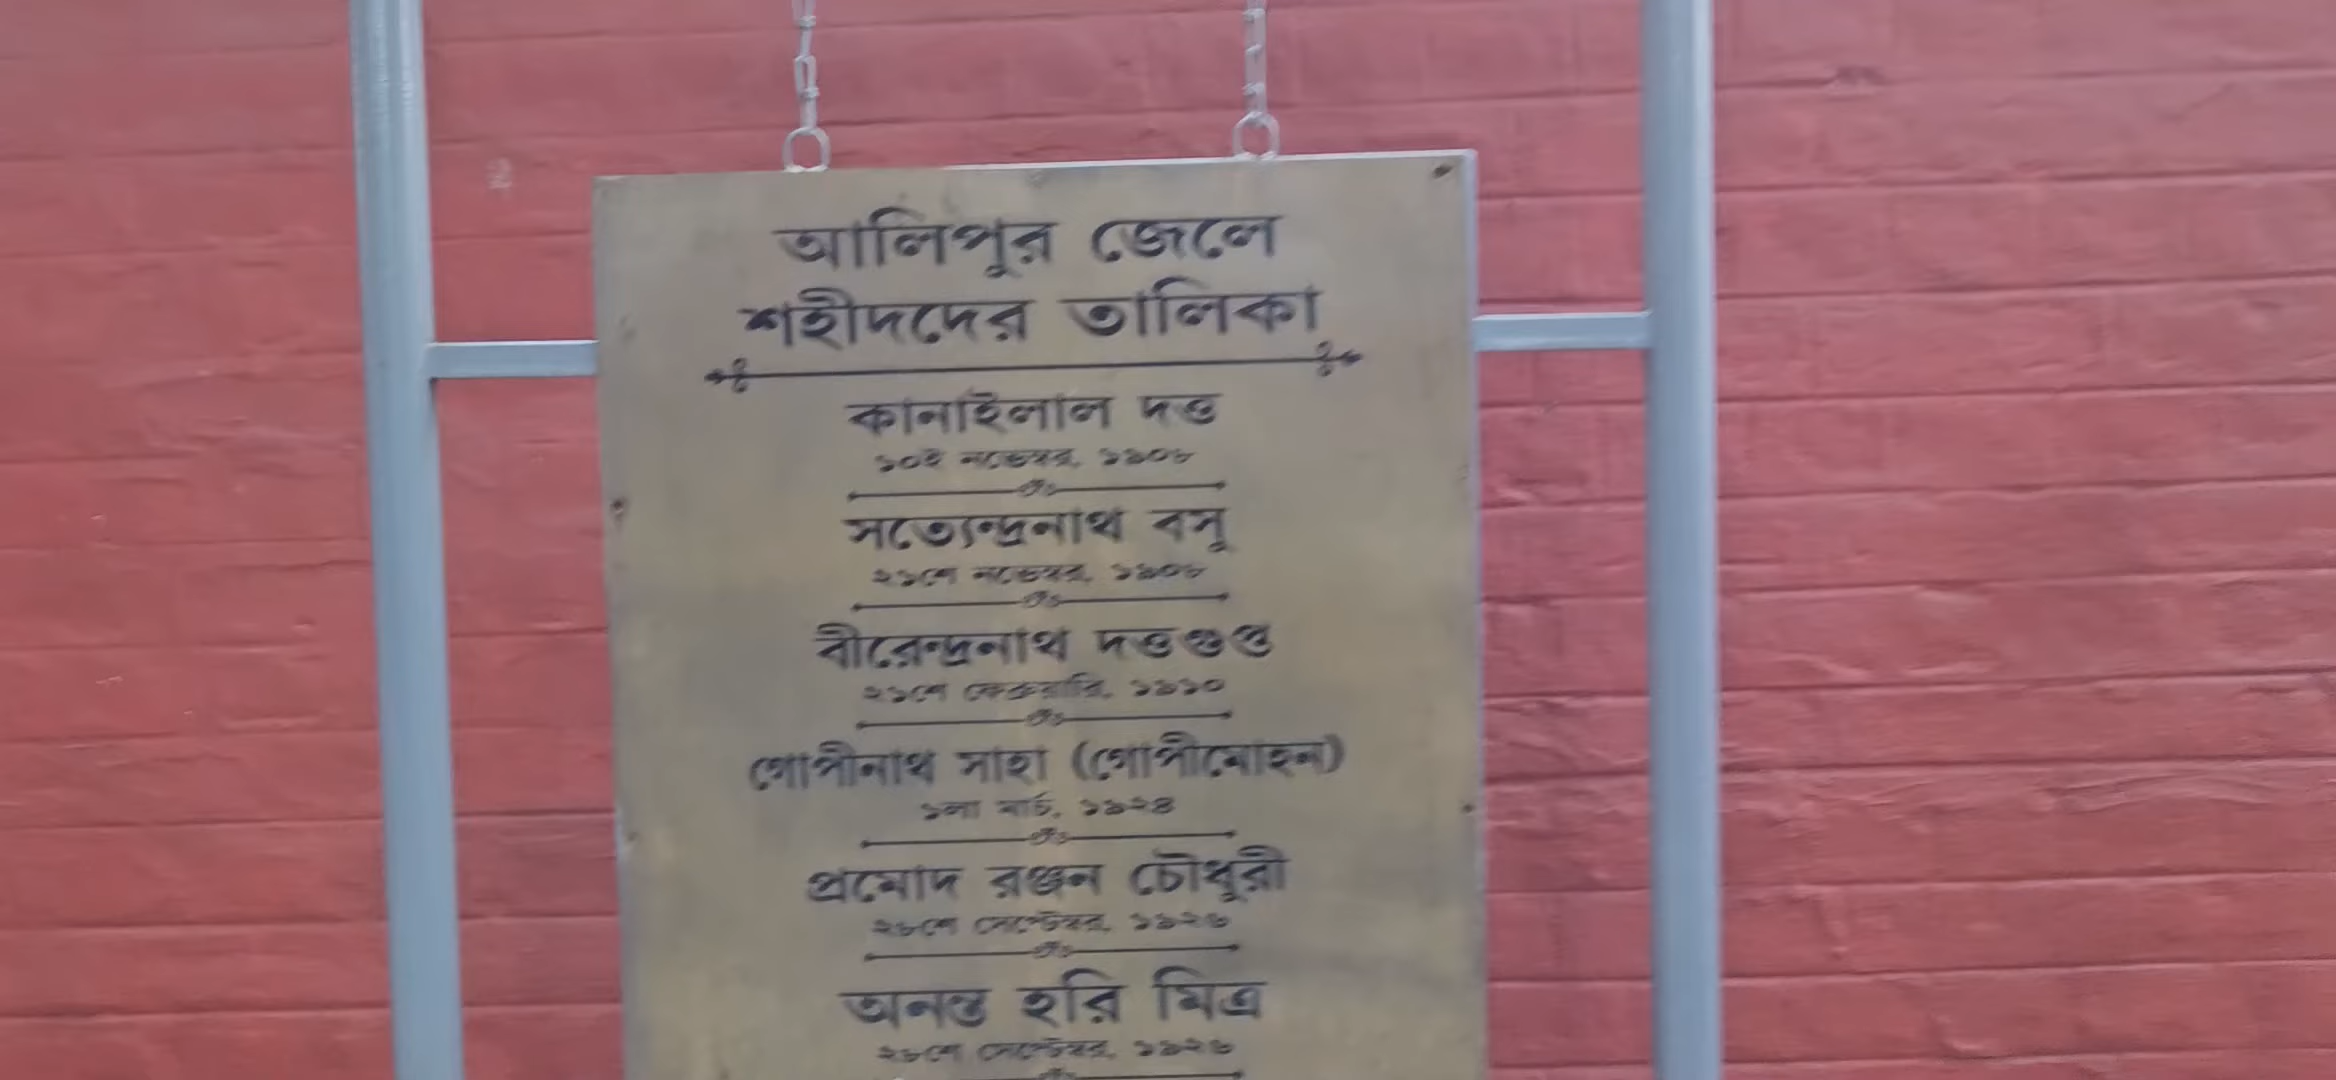 আলিপুর জেলে
শহীদদের তালিকা
কানাইলাল দত্ত
১০ই নভেম্বর, ১৯০৮
সত্যেন্দ্রনাথ বসু
২১শে নভেম্বর, ১৯০৮
বীরেন্দ্রনাথ দত্তগুপ্ত
২১শে ফেব্রুয়ারি, ১৯১০
গোপীনাথ সাহা (গোপীমোহন)
১লা মার্চ, ১৯২৪
প্রমোদ রঞ্জন চৌধুরী
২৮শে সেপ্টেম্বর, ১৯২৬
অনন্ত হরি মিত্র
২৮শে সেপ্টেম্বর, ১৯২৬